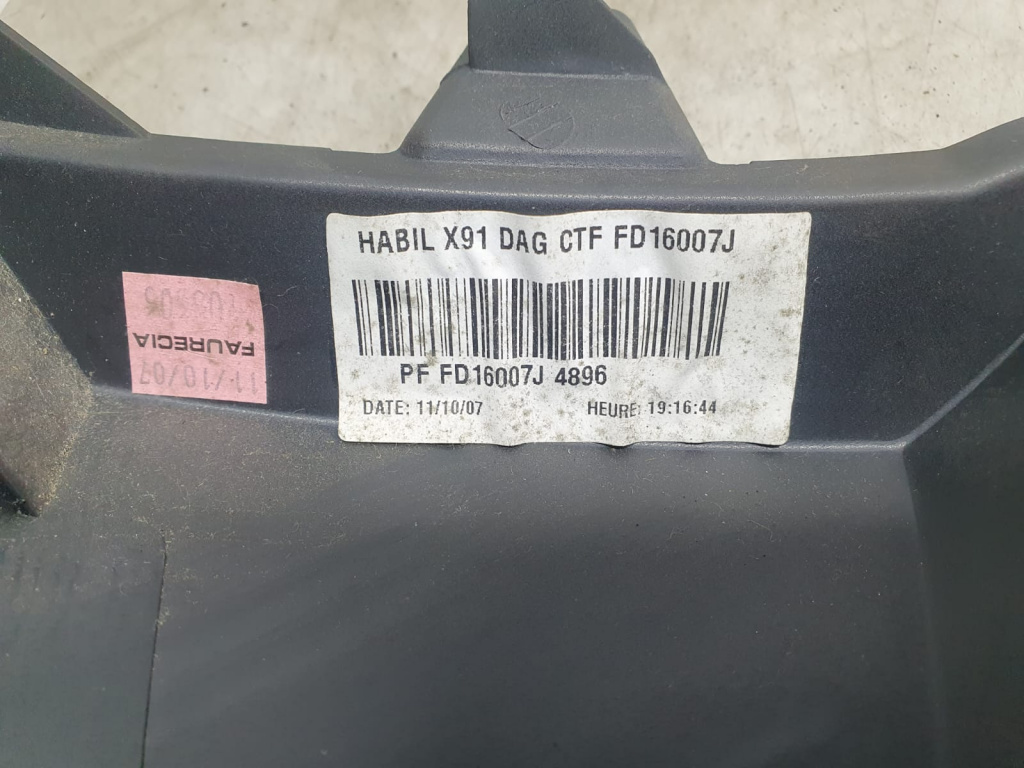 HABIL X91 DAG CTF FD16007J
PF FD16007J 4896
DATE: 11/10/07 HEURE: 19:16:44
FAURECIA
11/10/07